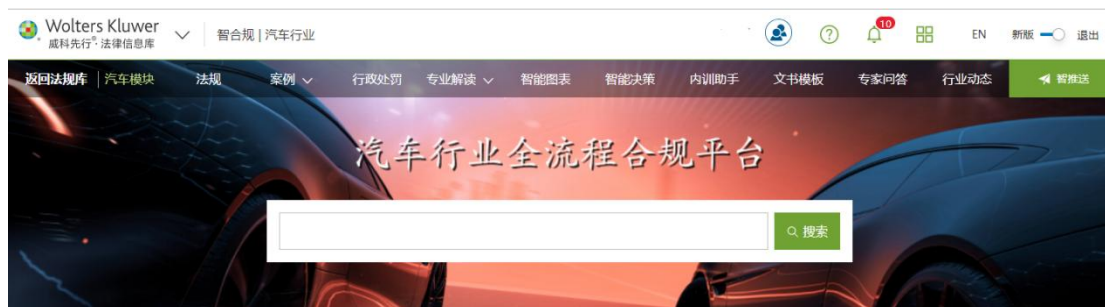 Wolters Kluwer
威科先行®·法律信息库
智合规 | 汽车行业
10
EN
新版
退出
返回法规库 | 汽车模块
法规
案例
行政处罚
专业解读
智能图表
智能决策
内训助手
文书模板
专家问答
行业动态
智推送
汽车行业全流程合规平台
搜索